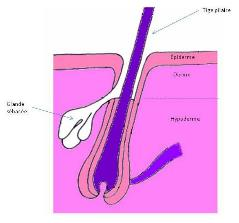 Tige pilaire
Epiderme
Derme
Glande
sébacée
Hypoderme